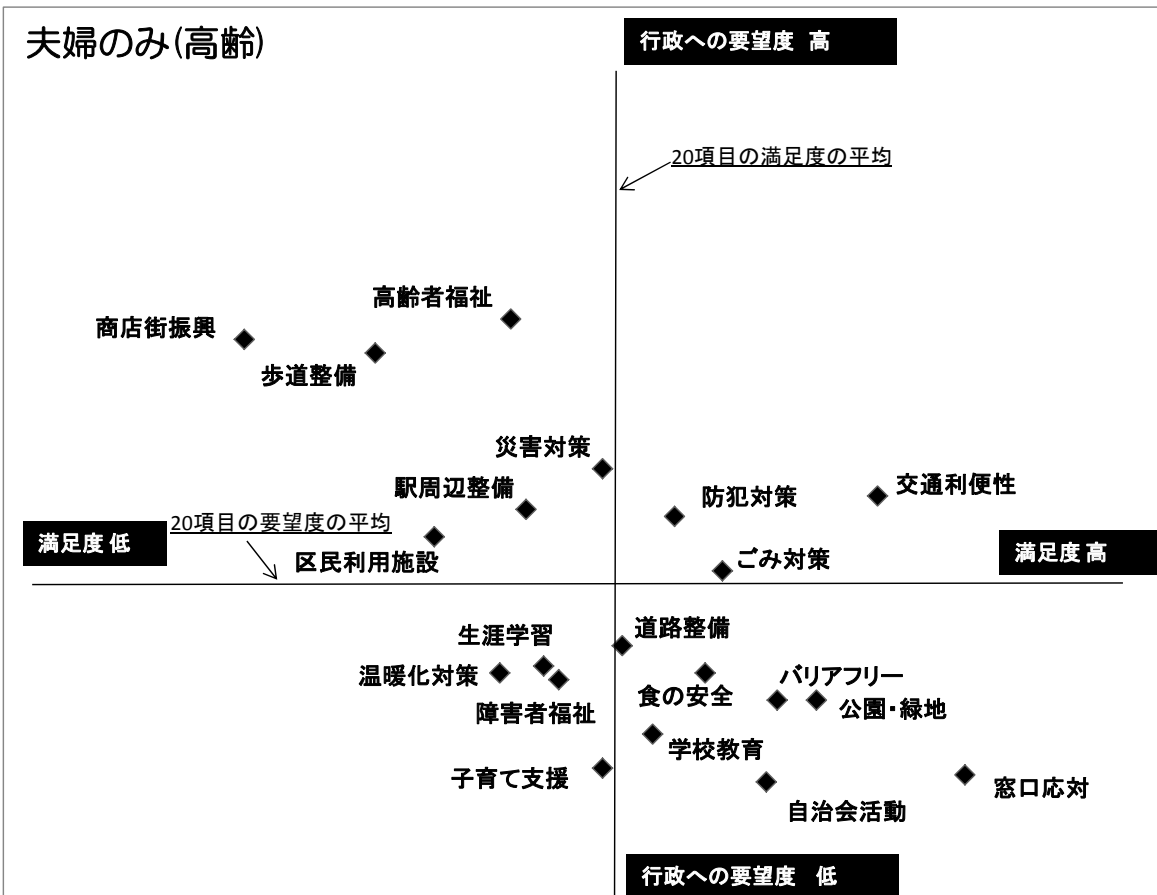 夫婦のみ(高齢)
行政への要望度 高
20項目の満足度の平均
高齢者福祉
商店街振興
歩道整備
災害対策
駅周辺整備
防犯対策
交通利便性
20項目の要望度の平均
満足度 低
区民利用施設
ごみ対策
満足度 高
生涯学習
道路整備
温暖化対策
食の安全
バリアフリー
障害者福祉
公園・緑地
学校教育
子育て支援
窓口応対
自治会活動
行政への要望度 低